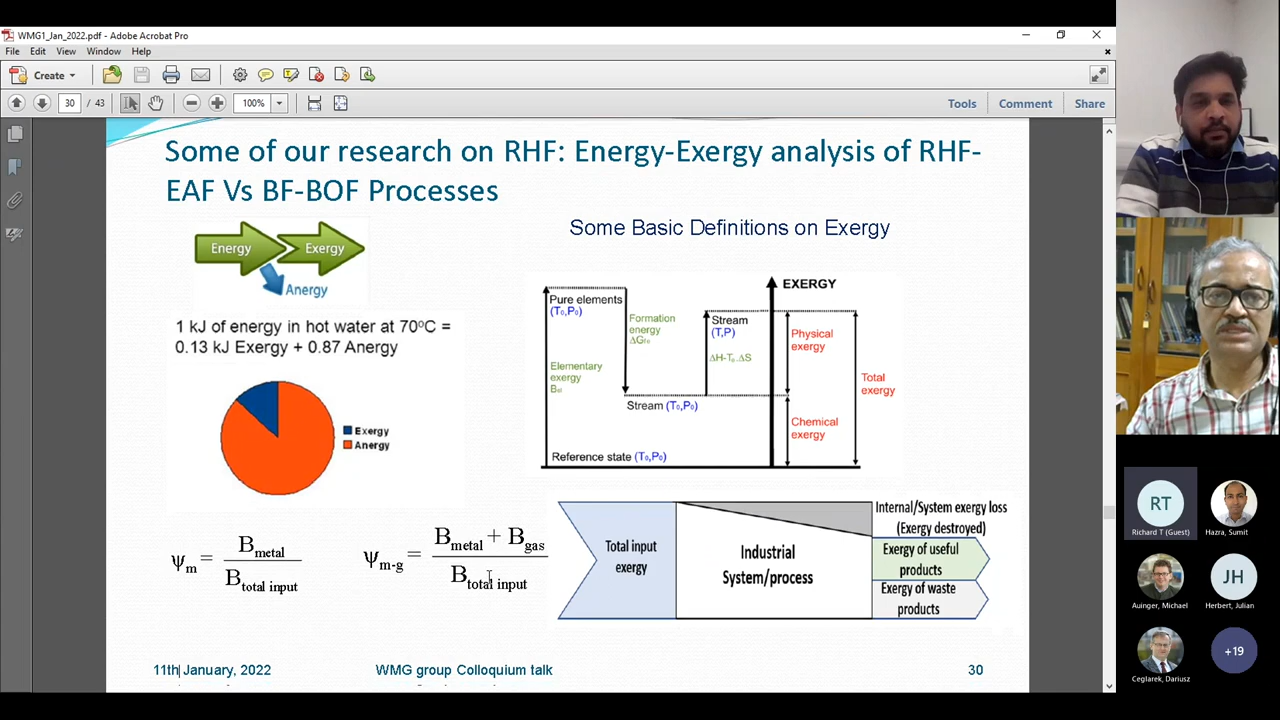 WMG1_Jan_2022.pdf - Adobe Acrobat Pro
File Edit View Window Help
Create
30 / 43 100% Tools Comment Share
Some of our research on RHF: Energy-Exergy analysis of RHF-
EAF Vs BF-BOF Processes
Energy Exergy
Anergy
1 kJ of energy in hot water at 70⁰C =
0.13 kJ Exergy + 0.87 Anergy
Exergy
Anergy
Some Basic Definitions on Exergy
EXERGY
Pure elements
(T₀,P₀)
Formation
energy
Elementary
exergy
Stream
(T,P)
ΔH-T₀.ΔS
Stream (T₀,P₀)
Reference state (T₀,P₀)
Physical
exergy
Chemical
exergy
Total
exergy
ψm = Bmetal / Btotal input
ψm-g = Bmetal + Bgas / Btotal input
Total input
exergy
Industrial
System/process
Internal/System exergy loss
(Exergy destroyed)
Exergy of useful
products
Exergy of waste
products
11th January, 2022 WMG group Colloquium talk 30
RT
Richard T (Guest)
Hazra, Sumit
Auinger, Michael
JH
Herbert, Julian
Ceglarek, Dariusz
+19